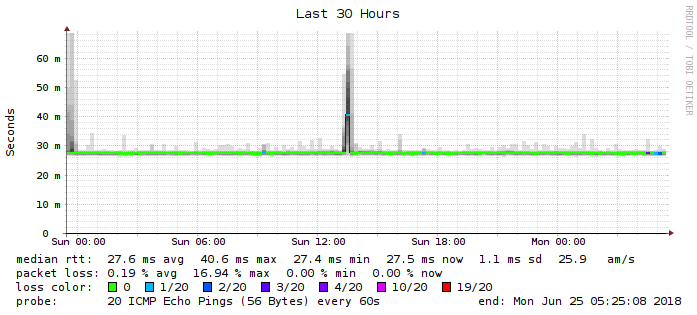 Last 30 Hours
RRDTOOL / TOBI OETIKER
Seconds
60 m
50 m
40 m
30 m
20 m
10 m
0
Sun 00:00 Sun 06:00 Sun 12:00 Sun 18:00 Mon 00:00
median rtt: 27.6 ms avg 40.6 ms max 27.4 ms min 27.5 ms now 1.1 ms sd 25.9 am/s
packet loss: 0.19 % avg 16.94 % max 0.00 % min 0.00 % now
loss color: 0 1/20 2/20 3/20 4/20 10/20 19/20
probe: 20 ICMP Echo Pings (56 Bytes) every 60s end: Mon Jun 25 05:25:08 2018